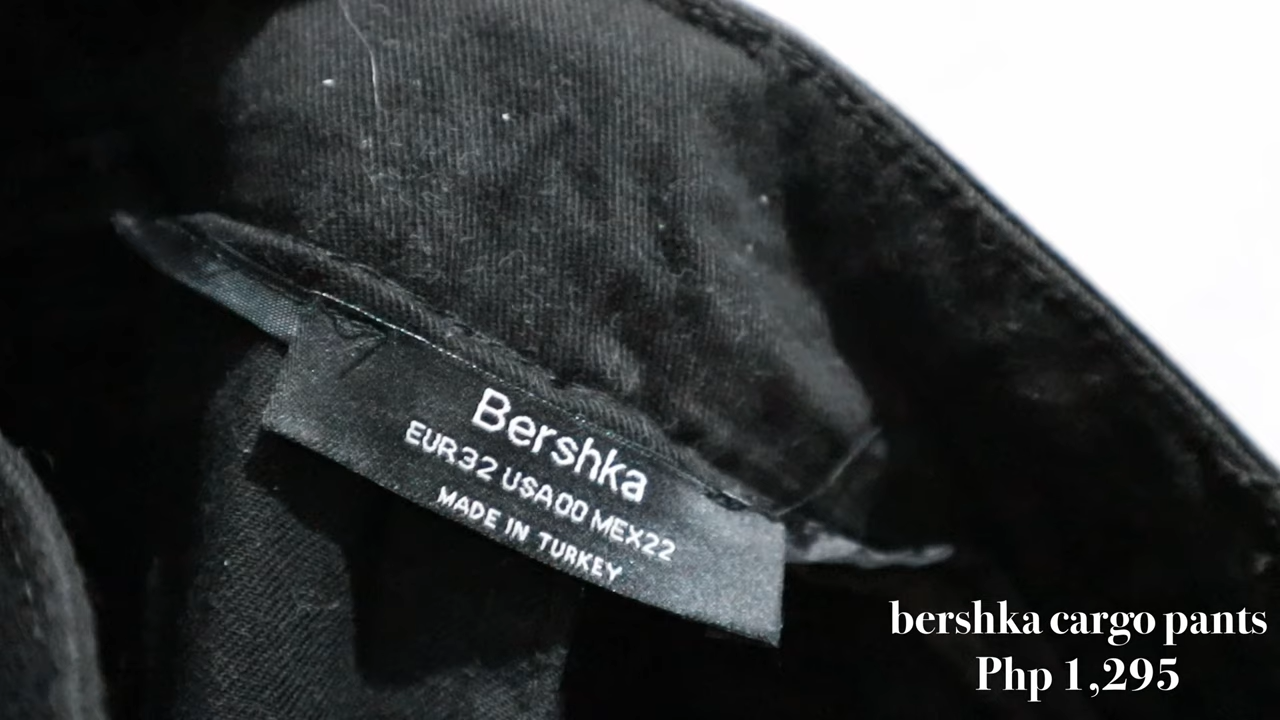 Bershka
EUR32 USA00 MEX22
MADE IN TURKEY
bershka cargo pants
Php 1,295